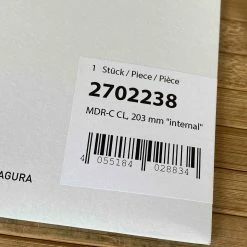 1 Stück / Piece / Pièce
2702238
MDR-C CL, 203 mm "internal"
4 055184 028834
AGURA